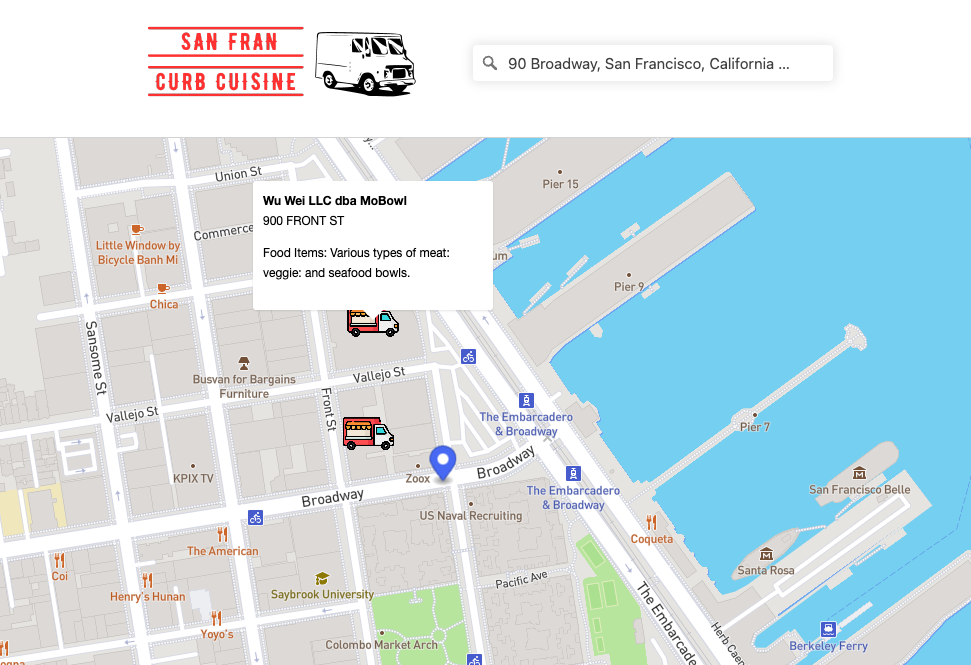 SAN FRAN
CURB CUISINE
90 Broadway, San Francisco, California ...
Union St
Pier 15
Wu Wei LLC dba MoBowl
900 FRONT ST
Food Items: Various types of meat:
veggie: and seafood bowls.
Commerce
um
Little Window by
Bicycle Banh Mi
Pier 9
Chica
Sansome St
Vallejo St
Busvan for Bargains
Furniture
Front St
Vallejo St
The Embarcadero
& Broadway
Pier 7
KPIX TV
Zoox
Broadway
Broadway
The Embarcadero
& Broadway
San Francisco Belle
US Naval Recruiting
Coqueta
The American
Coi
Santa Rosa
Pacific Ave
Saybrook University
Henry's Hunan
The Embarcade
Herb Caen
Yoyo's
Colombo Market Arch
Berkeley Ferry